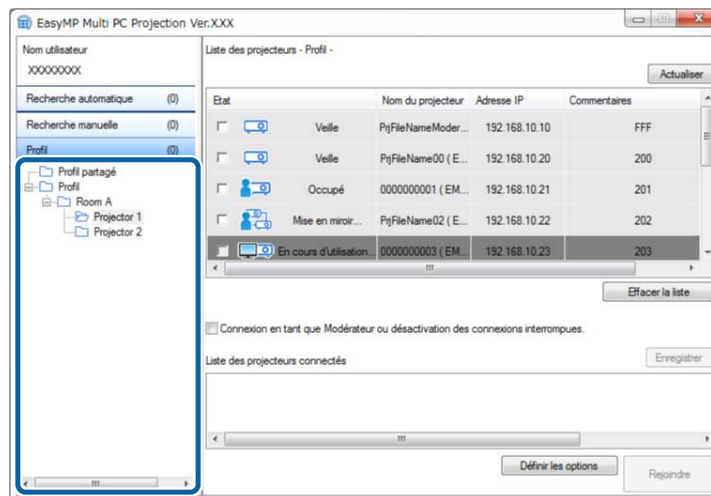 EasyMP Multi PC Projection Ver.XXX
Nom utilisateur
XXXXXXXX
Recherche automatique (0)
Recherche manuelle (0)
Profil (0)
Profil partagé
Profil
Room A
Projector 1
Projector 2
Liste des projecteurs - Profil -
Actualiser
Etat Nom du projecteur Adresse IP Commentaires
Veille PrjFileNameModer... 192.168.10.10 FFF
Veille PrjFileName00 ( E... 192.168.10.20 200
Occupé 0000000001 ( EM... 192.168.10.21 201
Mise en miroir... PrjFileName02 ( E... 192.168.10.22 202
En cours d'utilisation... 0000000003 ( EM... 192.168.10.23 203
Effacer la liste
Connexion en tant que Modérateur ou désactivation des connexions interrompues.
Liste des projecteurs connectés
Enregistrer
Définir les options
Rejoindre